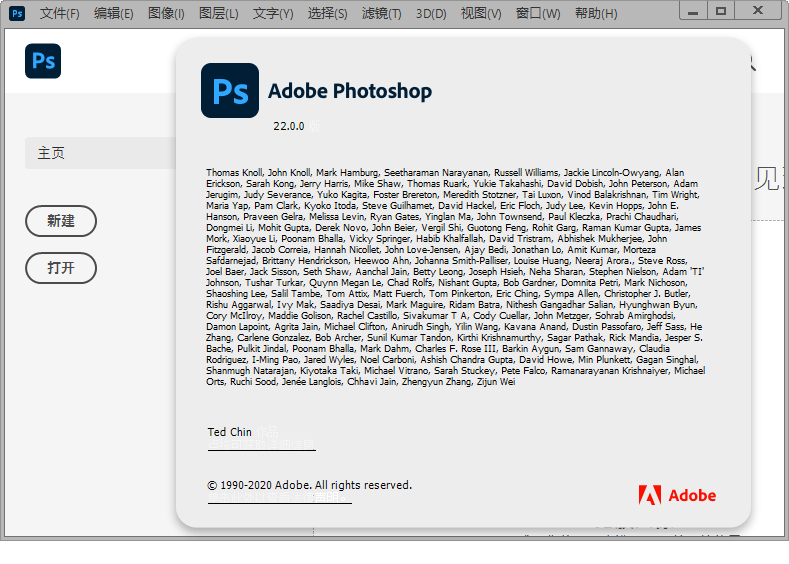 Ps 文件(F) 编辑(E) 图像(I) 图层(L) 文字(Y) 选择(S) 滤镜(T) 3D(D) 视图(V) 窗口(W) 帮助(H)
Ps
主页
新建
打开
见
Ps Adobe Photoshop
22.0.0 版
Thomas Knoll, John Knoll, Mark Hamburg, Seetharaman Narayanan, Russell Williams, Jackie Lincoln-Owyang, Alan
Erickson, Sarah Kong, Jerry Harris, Mike Shaw, Thomas Ruark, Yukie Takahashi, David Dobish, John Peterson, Adam
Jerugim, Judy Severance, Yuko Kagita, Foster Brereton, Meredith Stotzner, Tai Luxon, Vinod Balakrishnan, Tim Wright,
Maria Yap, Pam Clark, Kyoko Itoda, Steve Guilhamet, David Hackel, Eric Floch, Judy Lee, Kevin Hopps, John E.
Hanson, Praveen Gelra, Melissa Levin, Ryan Gates, Yinglan Ma, John Townsend, Paul Kleczka, Prachi Chaudhari,
Dongmei Li, Mohit Gupta, Derek Novo, John Beier, Vergil Shi, Guotong Feng, Rohit Garg, Raman Kumar Gupta, James
Mork, Xiaoyue Li, Poonam Bhalla, Vicky Springer, Habib Khalfallah, David Tristram, Abhishek Mukherjee, John
Fitzgerald, Jacob Correia, Hannah Nicollet, John Love-Jensen, Ajay Bedi, Jonathan Lo, Amit Kumar, Morteza
Safdarnejad, Brittany Hendrickson, Heewoo Ahn, Johanna Smith-Palliser, Louise Huang, Neeraj Arora., Steve Ross,
Joel Baer, Jack Sisson, Seth Shaw, Aanchal Jain, Betty Leong, Joseph Hsieh, Neha Sharan, Stephen Nielson, Adam 'TI'
Johnson, Tushar Turkar, Quynn Megan Le, Chad Rolfs, Nishant Gupta, Bob Gardner, Domnita Petri, Mark Nichoson,
Shaoshing Lee, Salil Tambe, Tom Attix, Matt Fuerch, Tom Pinkerton, Eric Ching, Sympa Allen, Christopher J. Butler,
Rishu Aggarwal, Ivy Mak, Saadiya Desai, Mark Maguire, Ridam Batra, Nithesh Gangadhar Salian, Hyunghwan Byun,
Cory McIlroy, Maddie Golison, Rachel Castillo, Sivakumar T A, Cody Cuellar, John Metzger, Sohrab Amirghodsi,
Damon Lapoint, Agrita Jain, Michael Clifton, Anirudh Singh, Yilin Wang, Kavana Anand, Dustin Passofaro, Jeff Sass, He
Zhang, Carlene Gonzalez, Bob Archer, Sunil Kumar Tandon, Kirthi Krishnamurthy, Sagar Pathak, Rick Mandia, Jesper S.
Bache, Pulkit Jindal, Poonam Bhalla, Mark Dahm, Charles F. Rose III, Barkin Aygun, Sam Gannaway, Claudia
Rodriguez, I-Ming Pao, Jared Wyles, Noel Carboni, Ashish Chandra Gupta, David Howe, Min Plunkett, Gagan Singhal,
Shanmugh Natarajan, Kiyotaka Taki, Michael Vitrano, Sarah Stuckey, Pete Falco, Ramanarayanan Krishnaiyer, Michael
Orts, Ruchi Sood, Jenée Langlois, Chhavi Jain, Zhengyun Zhang, Zijun Wei
Ted Chin 作品
© 1990-2020 Adobe. All rights reserved.
Adobe